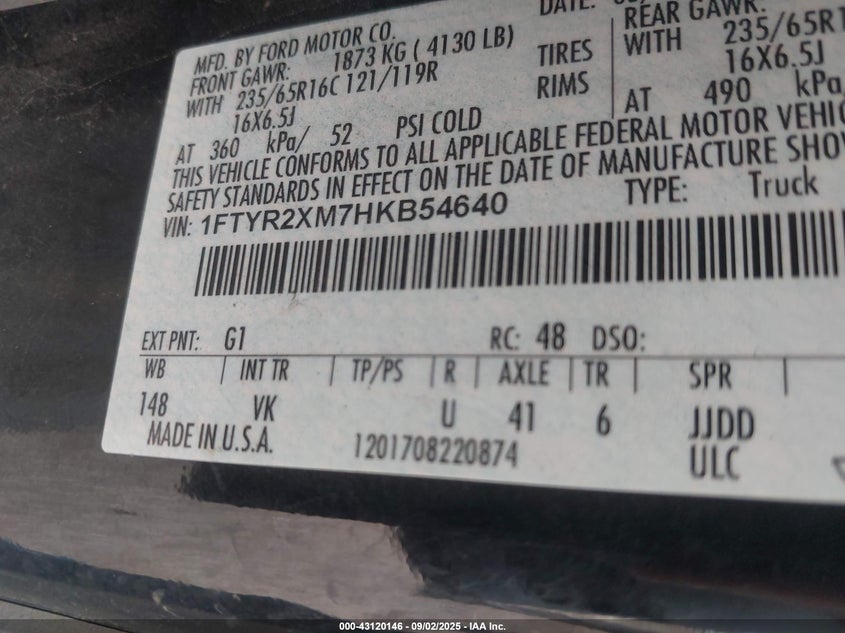 MFD. BY FORD MOTOR CO.
DATE:
FRONT GAWR: 1873 KG ( 4130 LB)
REAR GAWR:
WITH 235/65R16C 121/119R TIRES
WITH 235/65R1
16X6.5J RIMS
16X6.5J
AT 360 kPa/ 52 PSI COLD
AT 490 kPa
THIS VEHICLE CONFORMS TO ALL APPLICABLE FEDERAL MOTOR VEHIC
SAFETY STANDARDS IN EFFECT ON THE DATE OF MANUFACTURE SHO
VIN: 1FTYR2XM7HKB54640 TYPE: Truck
EXT PNT: G1 RC: 48 DSO:
WB | INT TR | TP/PS | R | AXLE | TR | SPR |
148 VK U 41 6 JJDD
MADE IN U.S.A. 1201708220874 ULC
000-43120146 - 09/02/2025 - IAA Inc.